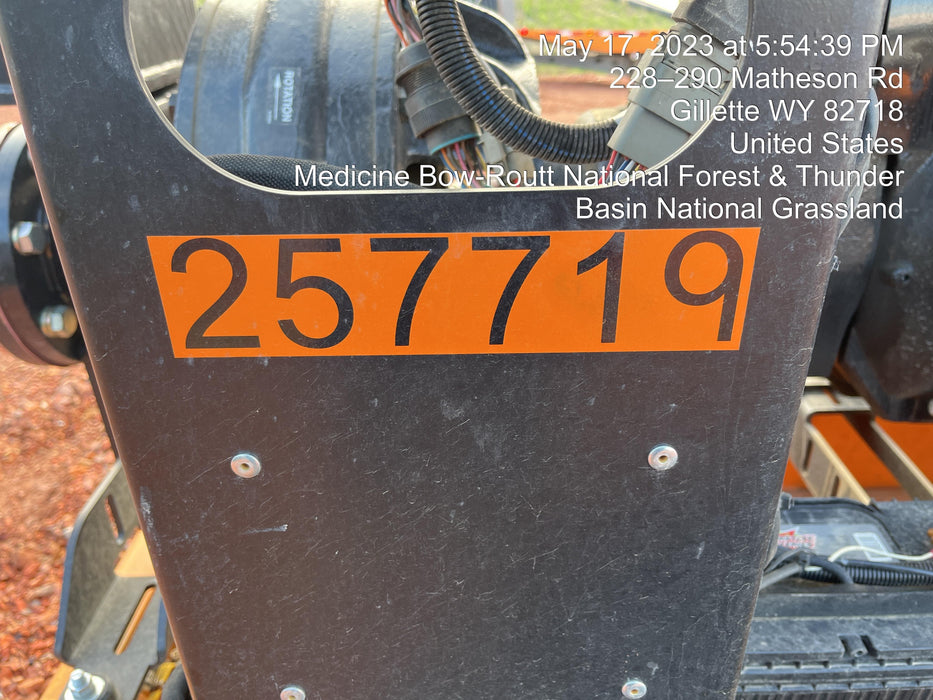 May 17, 2023 at 5:54:39 PM
228–290 Matheson Rd
Gillette WY 82718
United States
Medicine Bow-Routt National Forest & Thunder
Basin National Grassland
ROTATION
257719